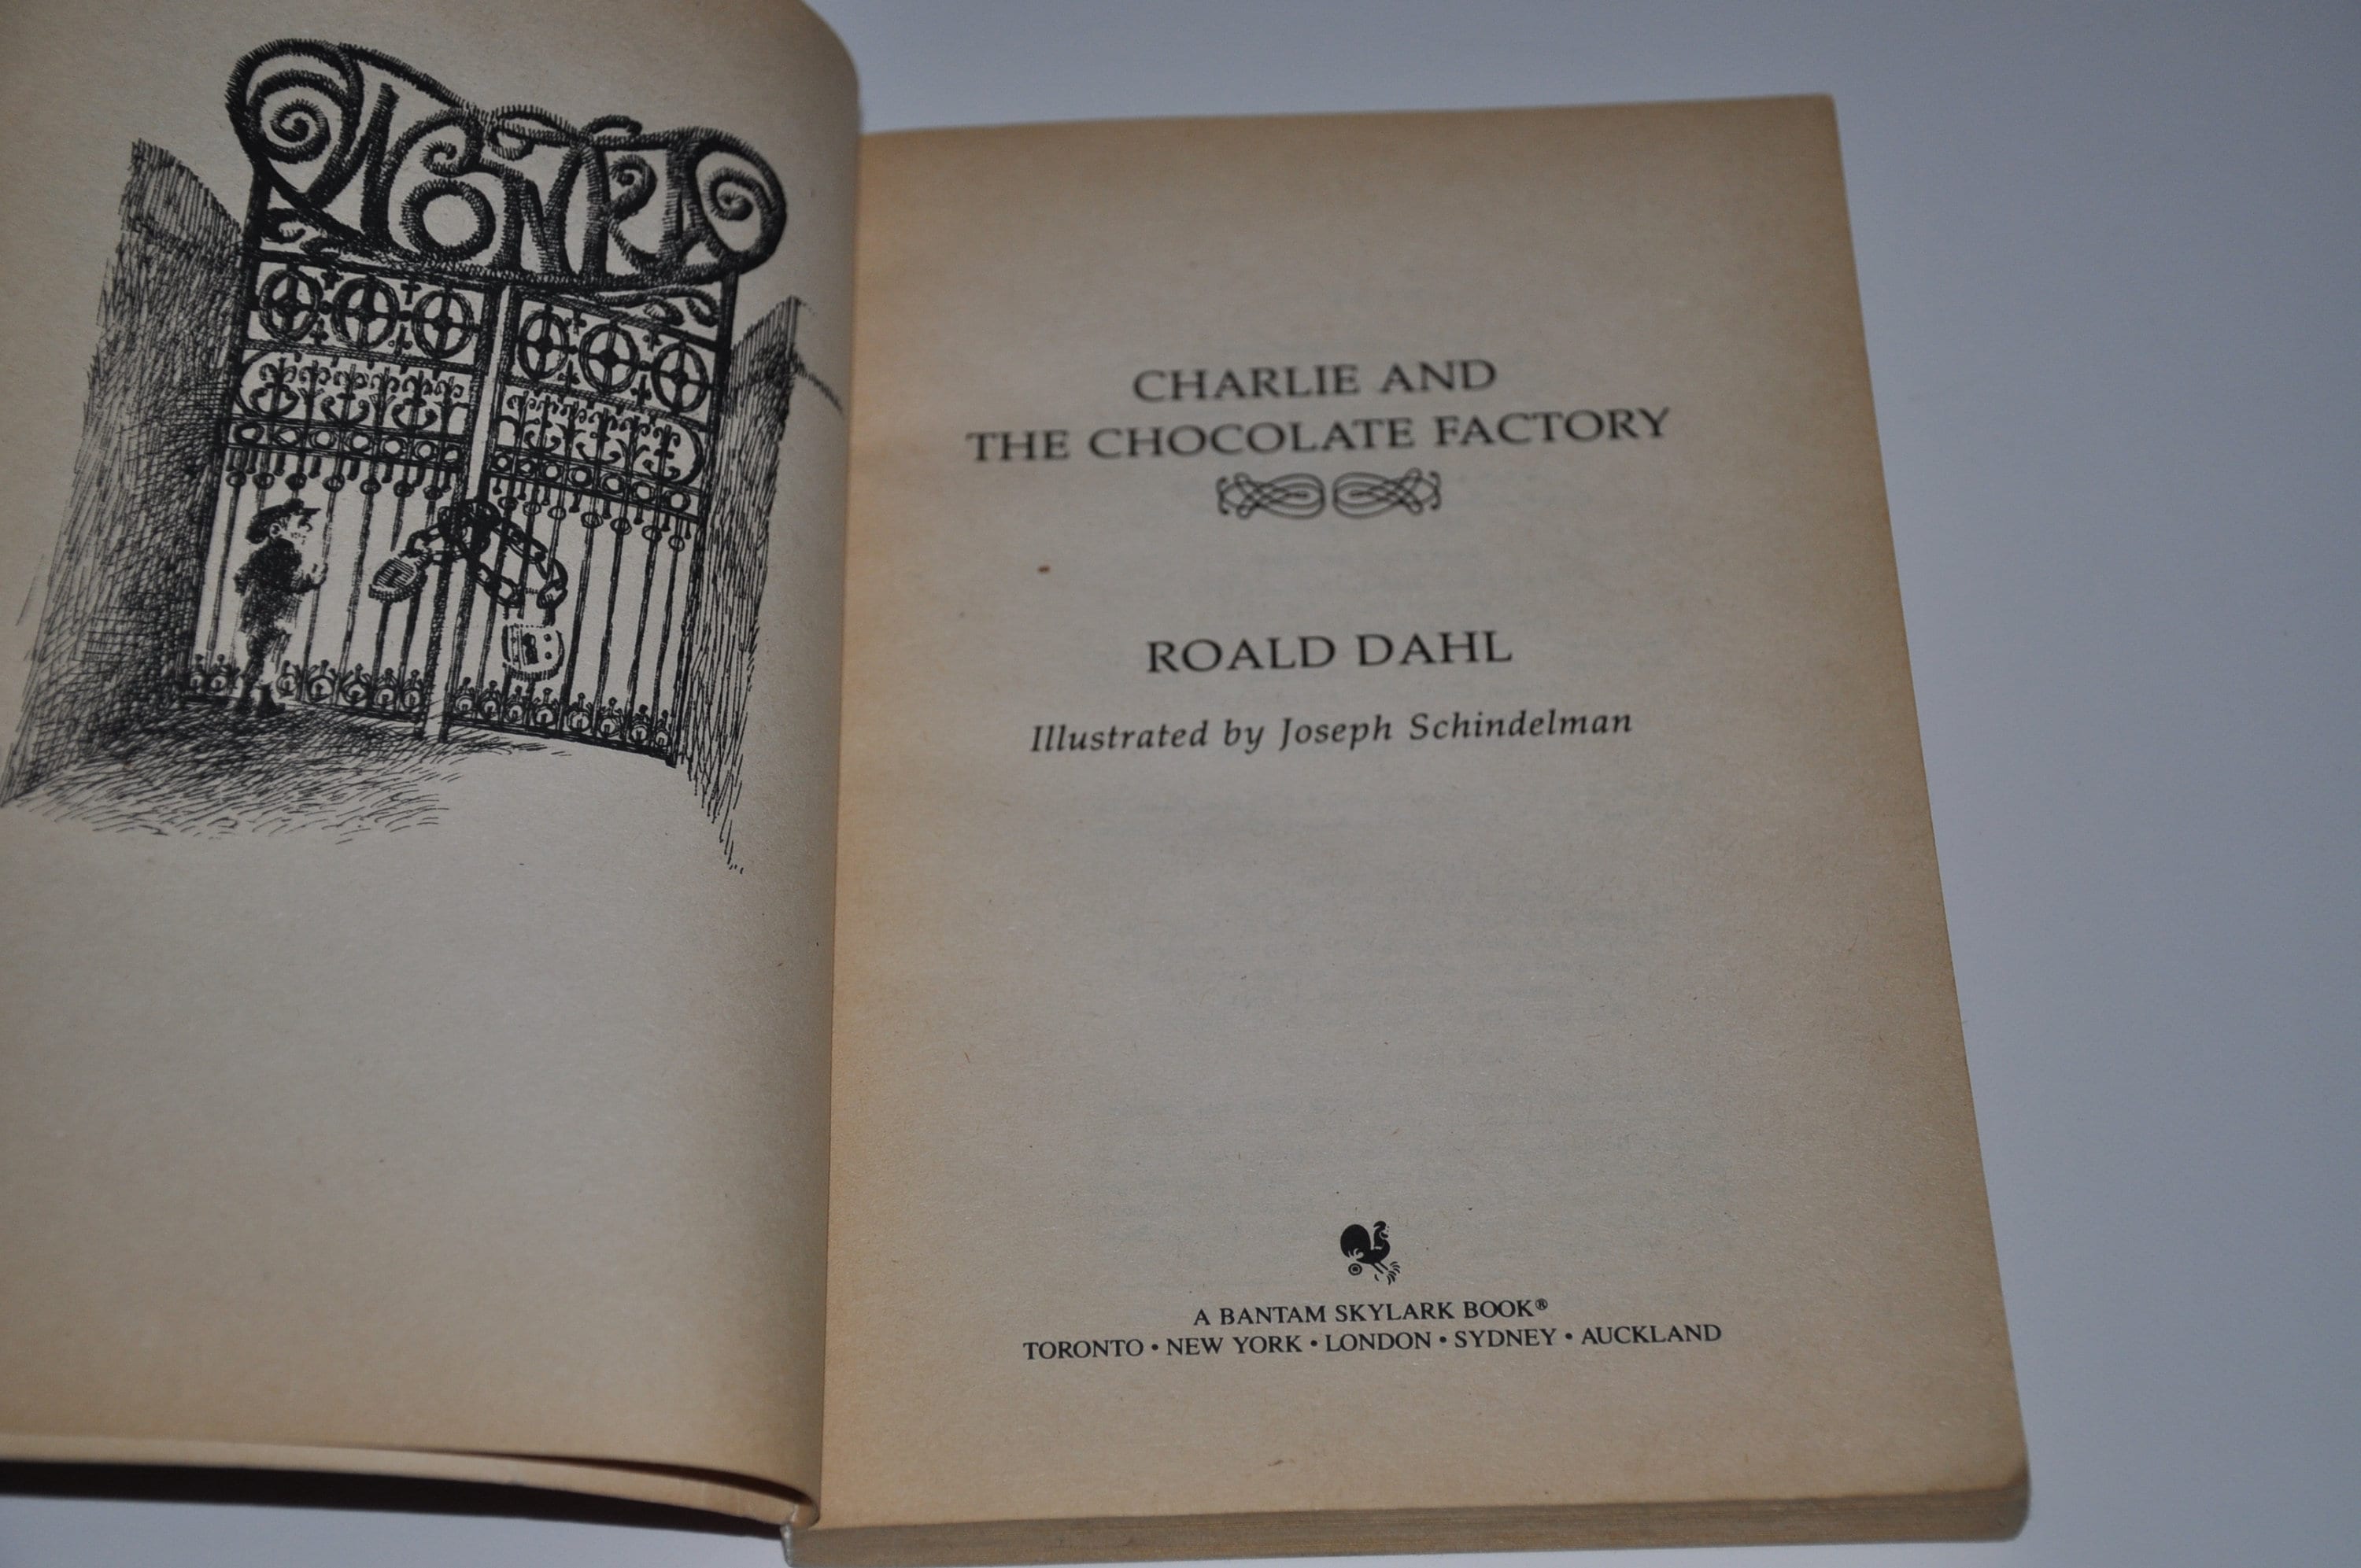 WONKA
CHARLIE AND
THE CHOCOLATE FACTORY
ROALD DAHL
Illustrated by Joseph Schindelman
A BANTAM SKYLARK BOOK®
TORONTO • NEW YORK • LONDON • SYDNEY • AUCKLAND